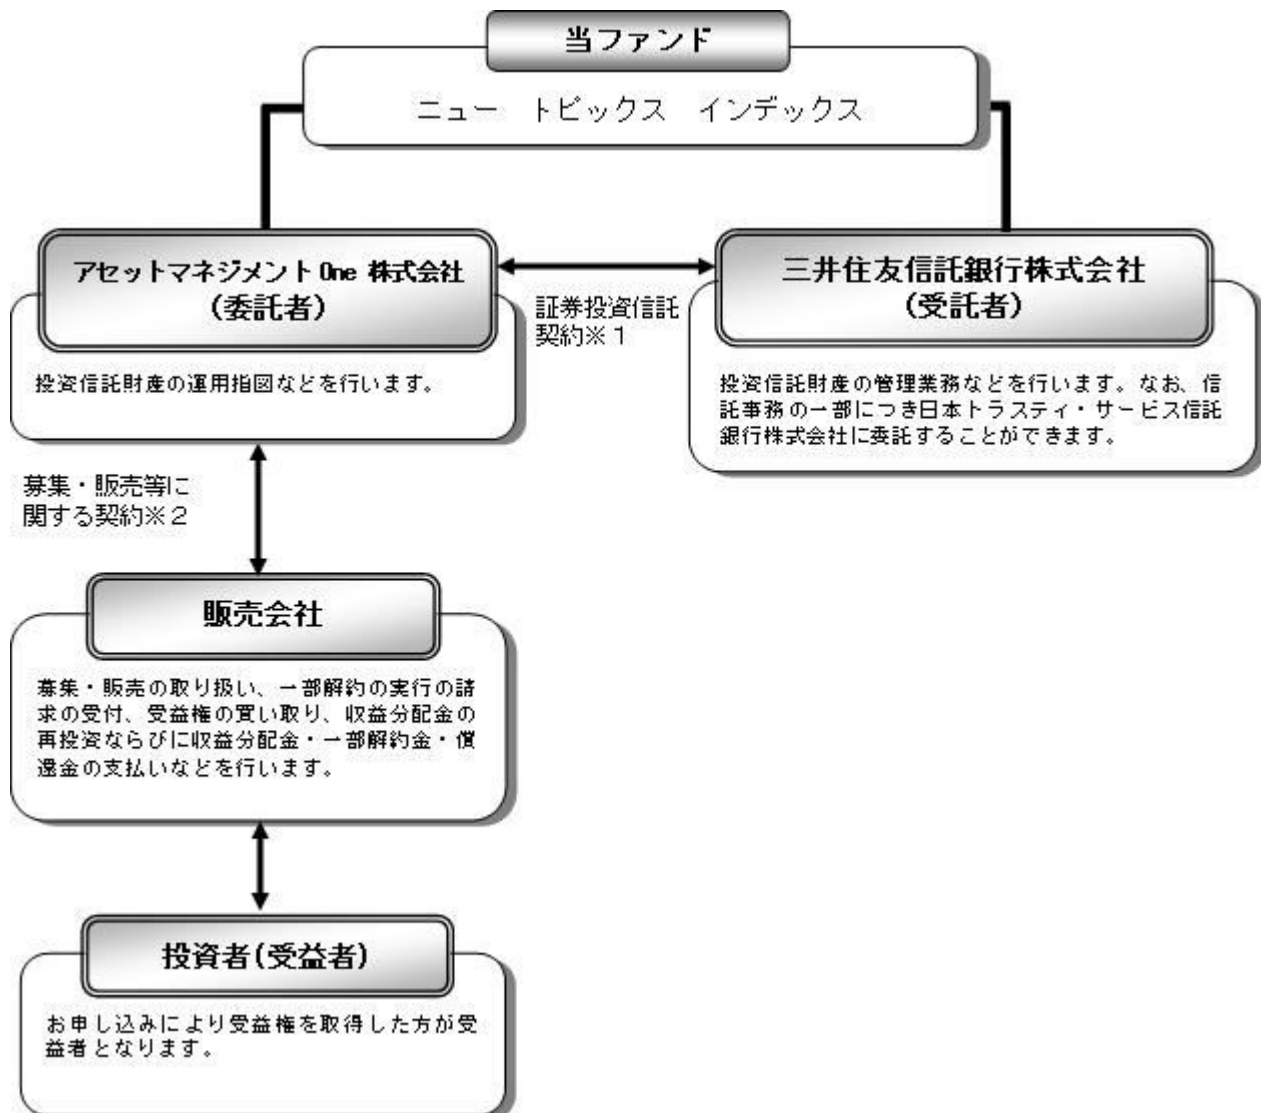 当ファンド
ニュー　トピックス　インデックス
アセットマネジメントOne 株式会社
(委託者)
投資信託財産の運用指図などを行います。
証券投資信託
契約※１
三井住友信託銀行株式会社
(受託者)
投資信託財産の管理業務などを行います。なお、信
託事務の一部につき日本トラスティ・サービス信託
銀行株式会社に委託することができます。
募集・販売等に
関する契約※２
販売会社
募集・販売の取り扱い、一部解約の実行の請
求の受付、受益権の買い取り、収益分配金の
再投資ならびに収益分配金・一部解約金・償
還金の支払いなどを行います。
投資者(受益者)
お申し込みにより受益権を取得した方が受
益者となります。